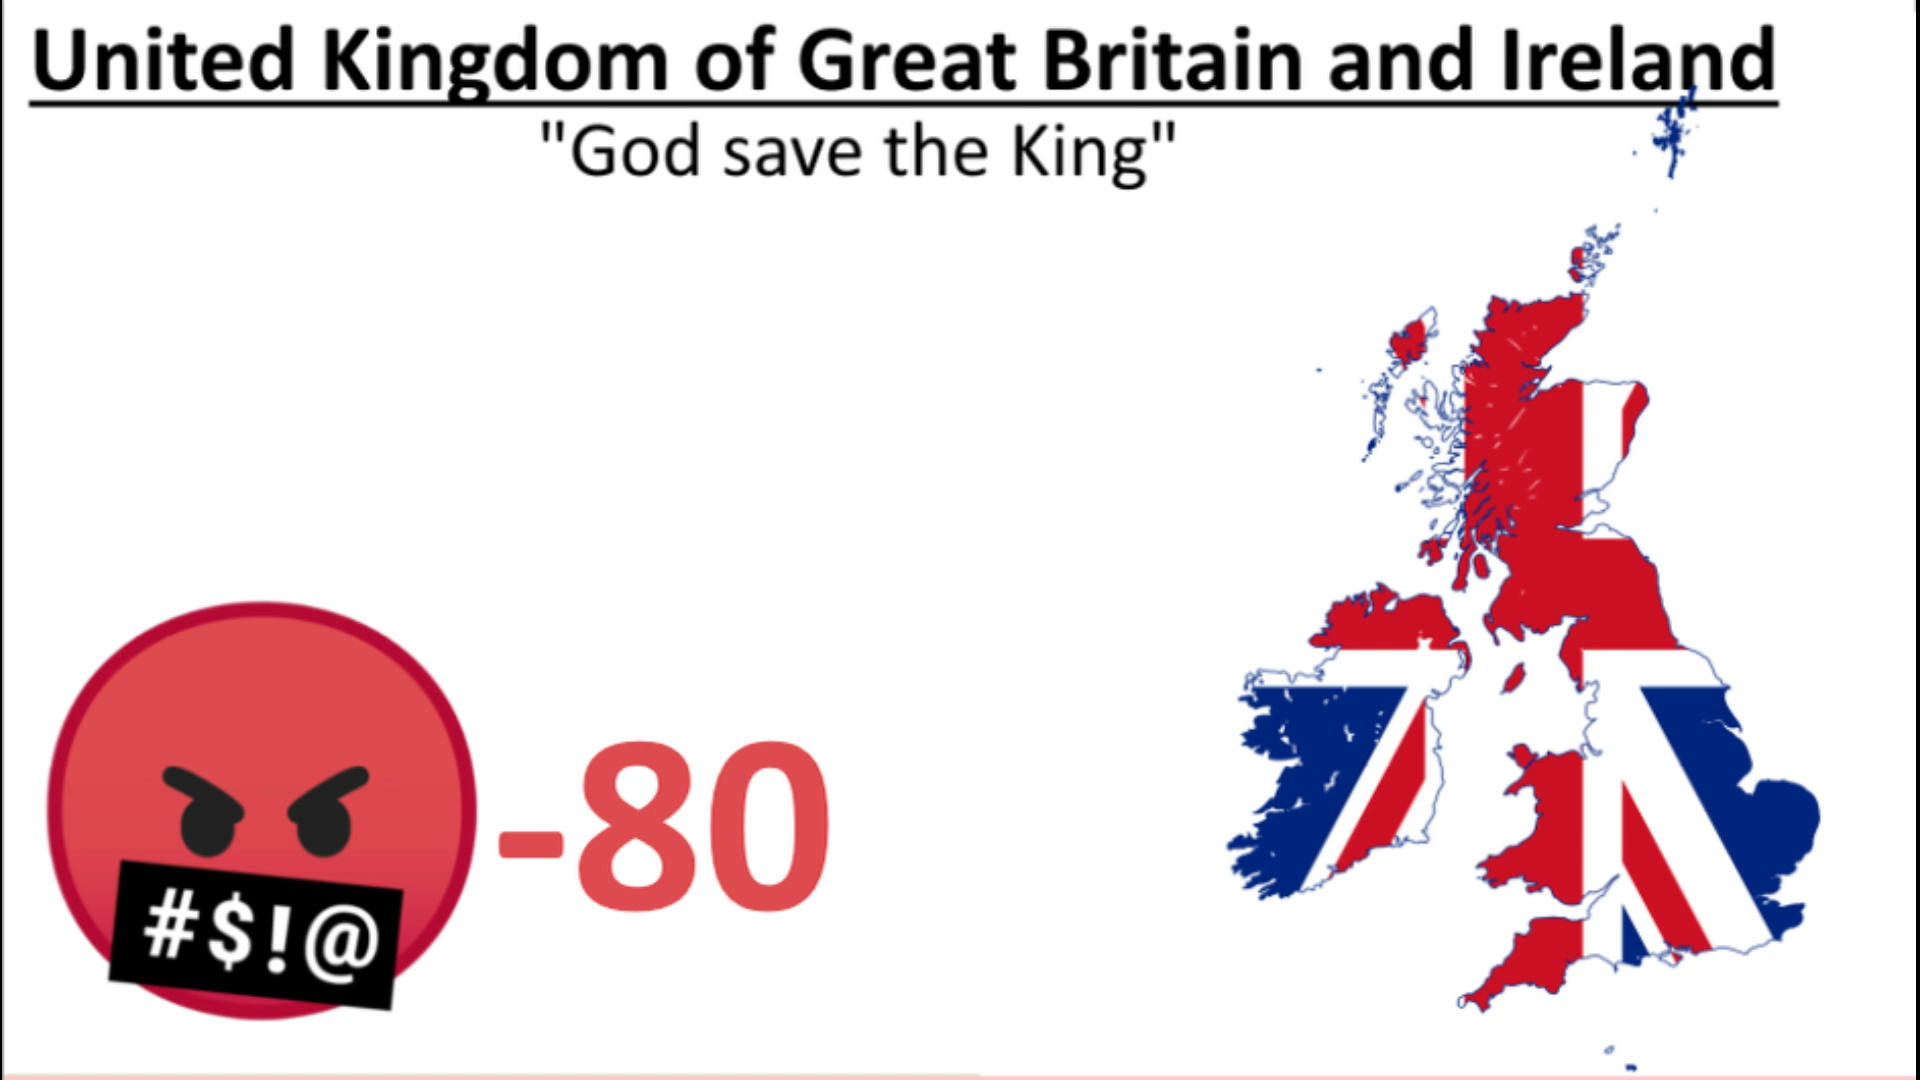 United Kingdom of Great Britain and Ireland
"God save the King"
-80
#$!@